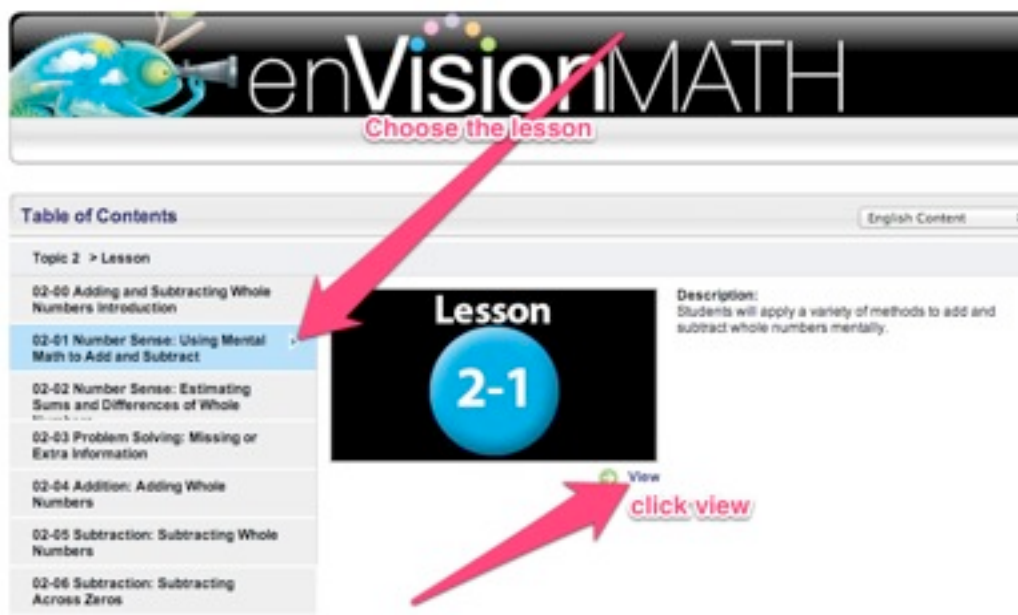 enVisionMATH
Choose the lesson
Table of Contents
English Content
Topic 2 > Lesson
02-00 Adding and Subtracting Whole
Numbers Introduction
02-01 Number Sense: Using Mental
Math to Add and Subtract
02-02 Number Sense: Estimating
Sums and Differences of Whole
02-03 Problem Solving: Missing or
Extra Information
02-04 Addition: Adding Whole
Numbers
02-05 Subtraction: Subtracting Whole
Numbers
02-06 Subtraction: Subtracting
Across Zeros
Lesson
2-1
View
click view
Description:
Students will apply a variety of methods to add and
subtract whole numbers mentally.